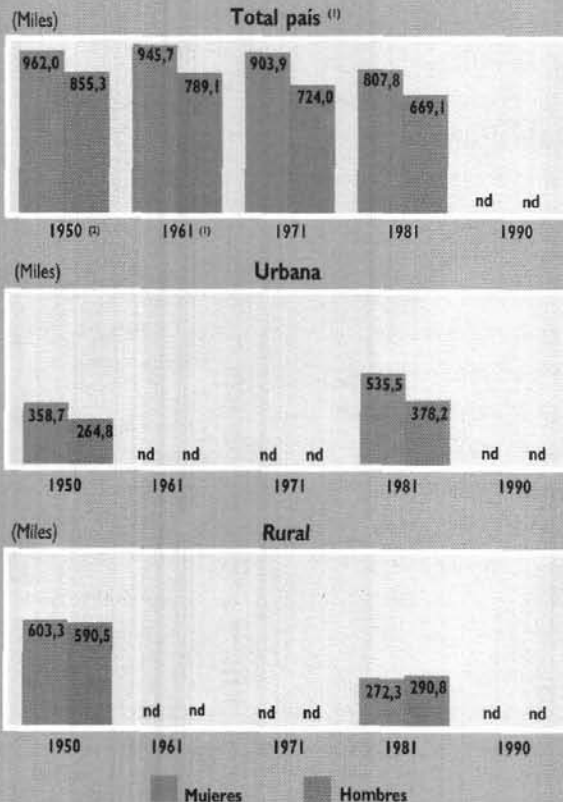 (Miles) Total país (1)
962,0 855,3 945,7 789,1 903,9 724,0 807,8 669,1 nd nd
1950 (2) 1961 (1) 1971 1981 1990
(Miles) Urbana
358,7 264,8 nd nd nd nd 535,5 378,2 nd nd
1950 1961 1971 1981 1990
(Miles) Rural
603,3 590,5 nd nd nd nd 272,3 290,8 nd nd
1950 1961 1971 1981 1990
Mujeres Hombres